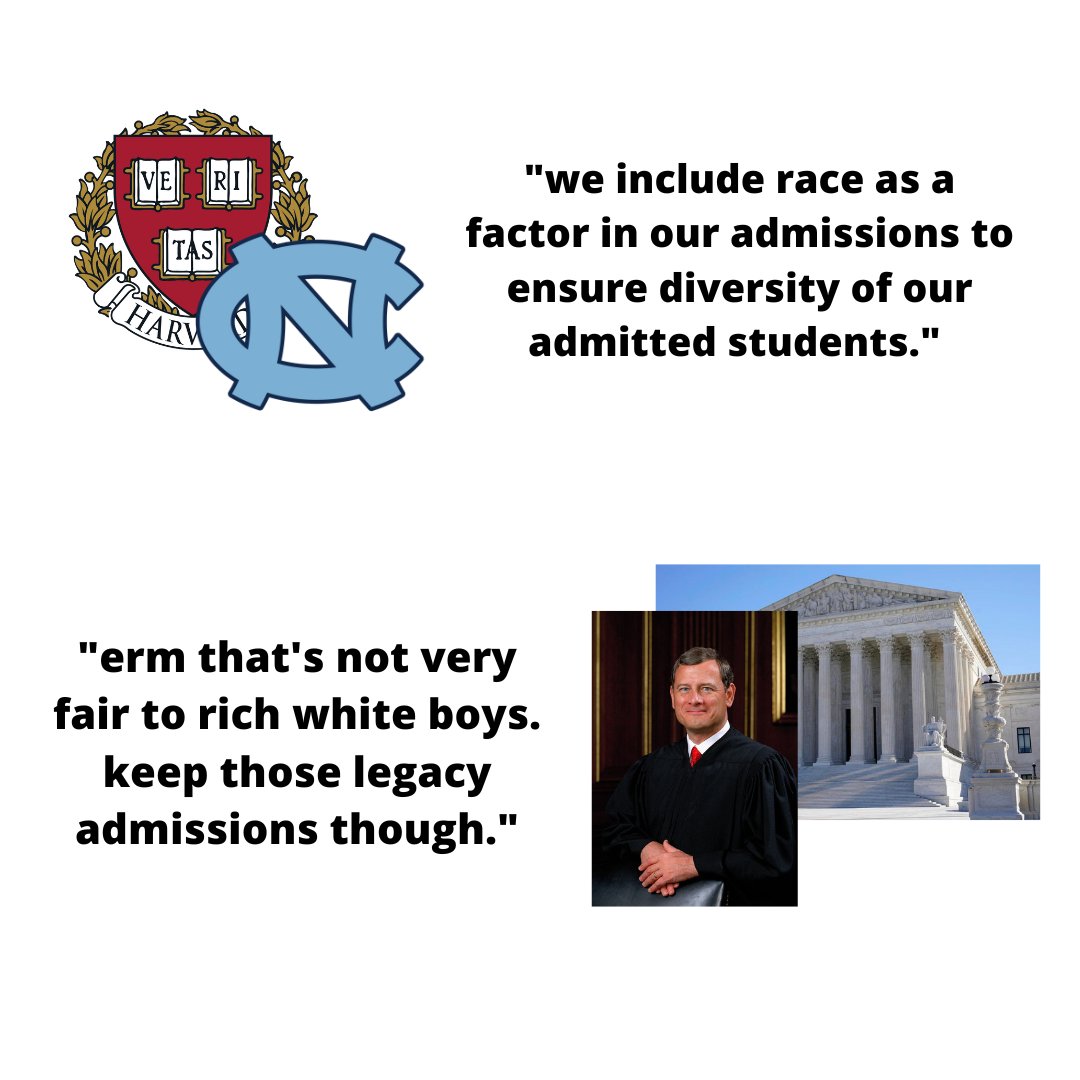 VE RI
TAS
HARV
NC
"we include race as a
factor in our admissions to
ensure diversity of our
admitted students."
"erm that's not very
fair to rich white boys.
keep those legacy
admissions though."